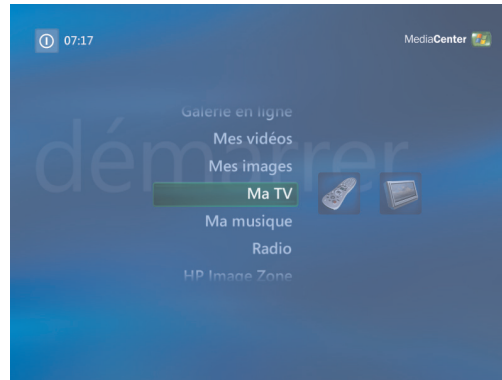 07:17
MediaCenter
démarrer
Galerie en ligne
Mes vidéos
Mes images
Ma TV
Ma musique
Radio
HP Image Zone